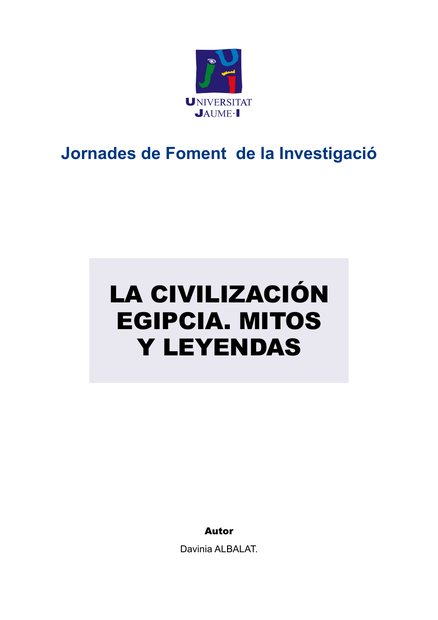 UNIVERSITAT
JAUME·I
Jornades de Foment de la Investigació
LA CIVILIZACIÓN
EGIPCIA. MITOS
Y LEYENDAS
Autor
Davinia ALBALAT.